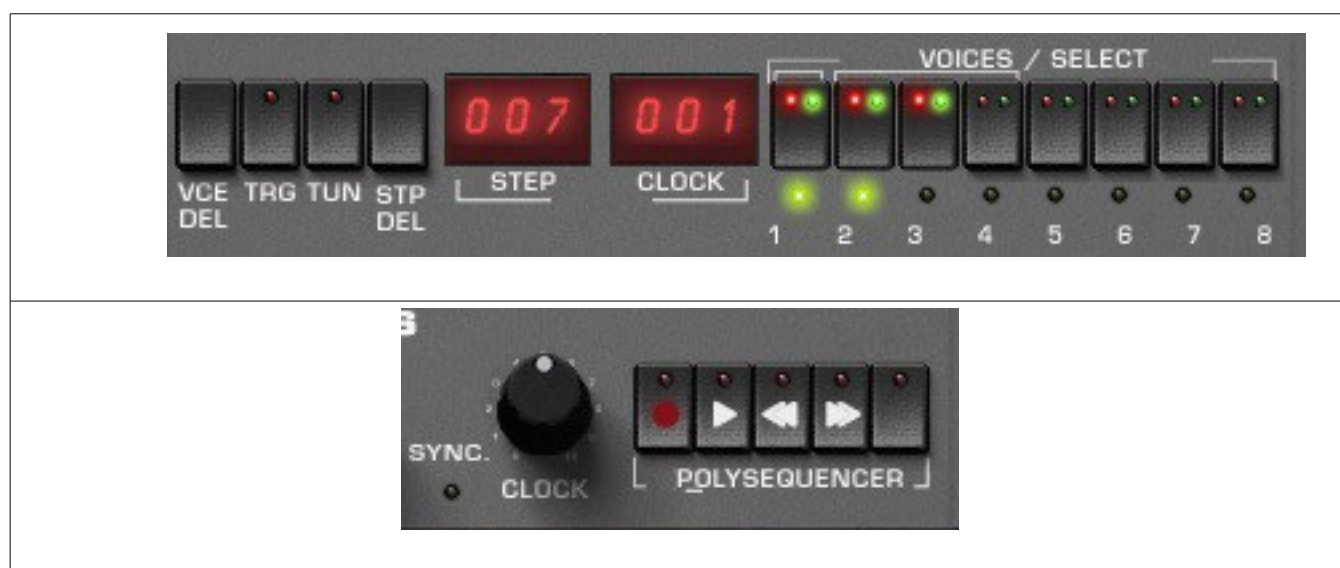 VOICES / SELECT
007 001
VCE DEL TRG TUN STP DEL STEP CLOCK
1 2 3 4 5 6 7 8
S
SYNC.
CLOCK
POLYSEQUENCER